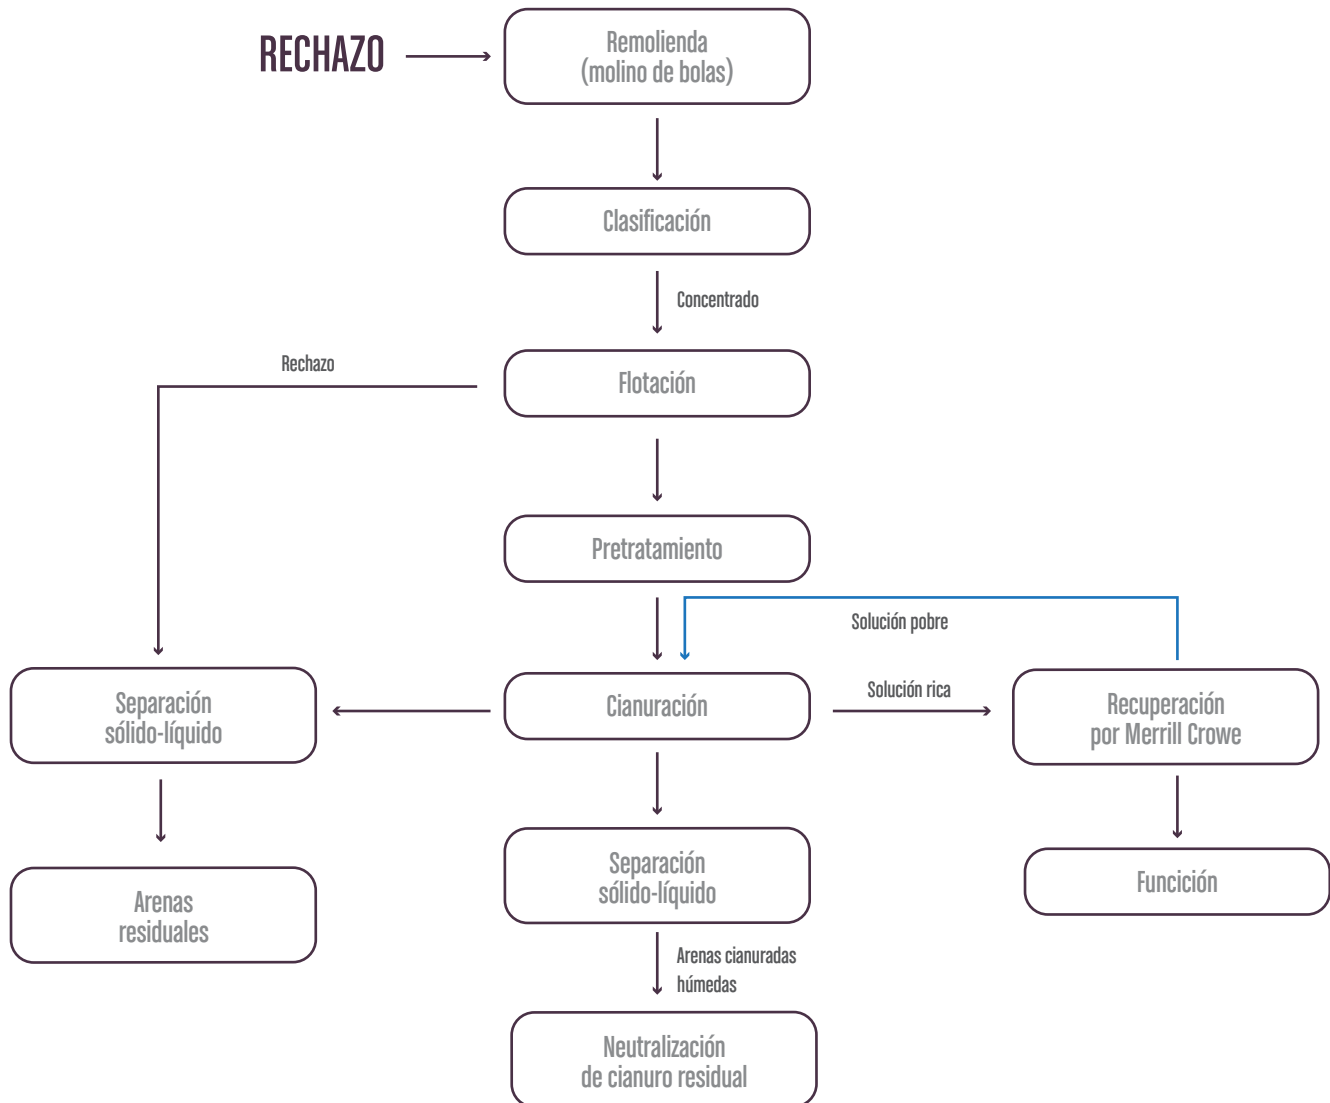 RECHAZO
Remolienda
(molino de bolas)
Clasificación
Concentrado
Rechazo
Flotación
Pretratamiento
Solución pobre
Separación
sólido-líquido
Cianuración
Solución rica
Recuperación
por Merrill Crowe
Arenas
residuales
Separación
sólido-líquido
Funcición
Arenas cianuradas
húmedas
Neutralización
de cianuro residual